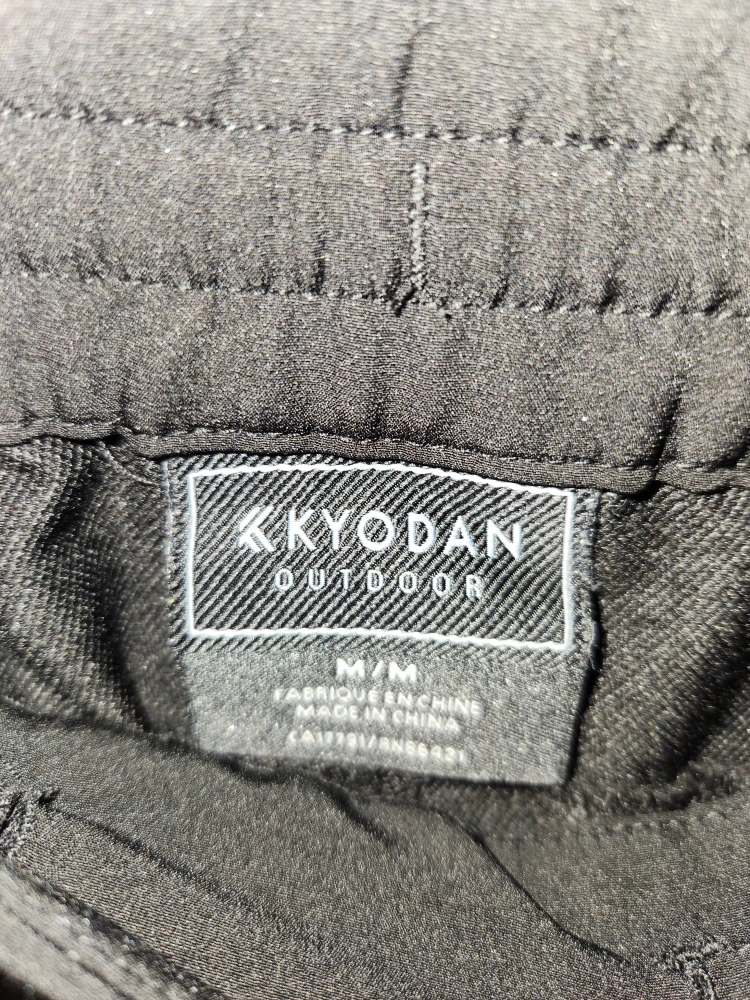 KYODAN
OUTDOOR
M/M
FABRIQUE EN CHINE
MADE IN CHINA